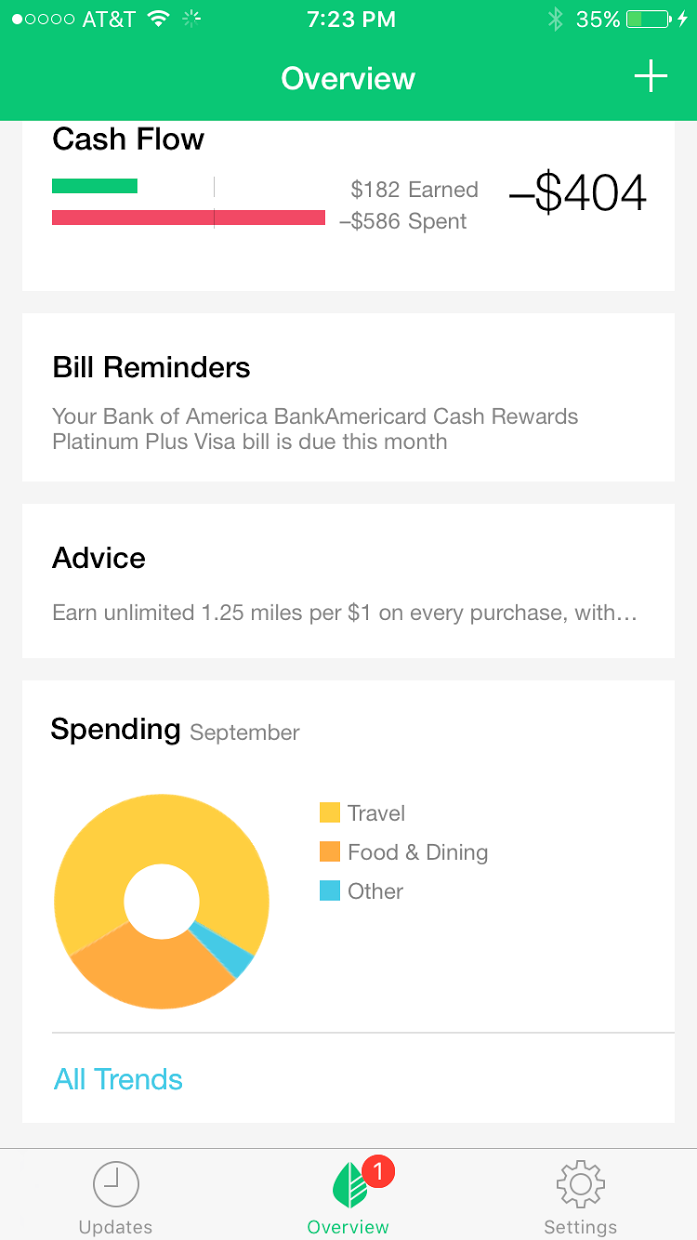 AT&T 7:23 PM 35%
Overview
Cash Flow
$182 Earned
–$404
–$586 Spent
Bill Reminders
Your Bank of America BankAmericard Cash Rewards
Platinum Plus Visa bill is due this month
Advice
Earn unlimited 1.25 miles per $1 on every purchase, with...
Spending September
Travel
Food & Dining
Other
All Trends
1
Updates Overview Settings